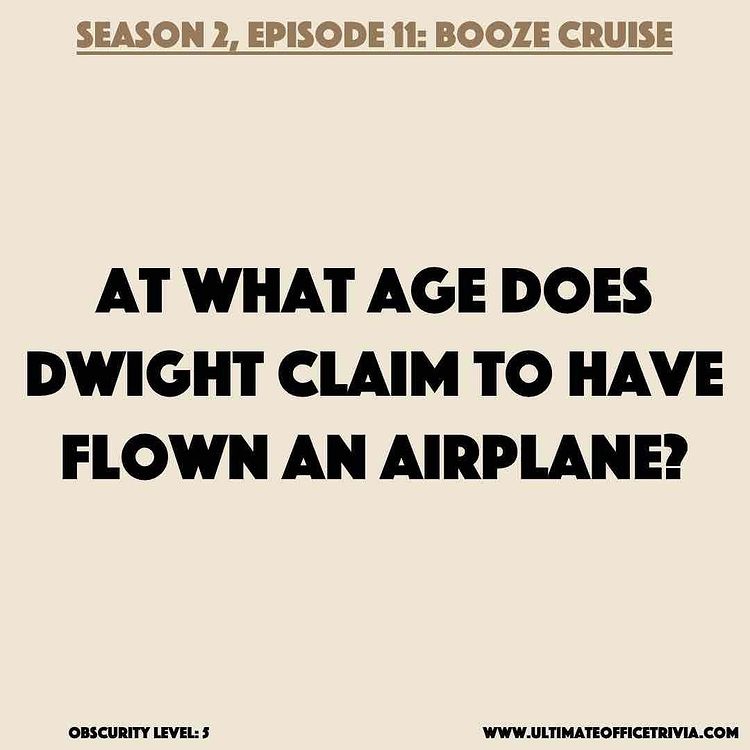 SEASON 2, EPISODE 11: BOOZE CRUISE
AT WHAT AGE DOES
DWIGHT CLAIM TO HAVE
FLOWN AN AIRPLANE?
OBSCURITY LEVEL: 5
WWW.ULTIMATEOFFICETRIVIA.COM